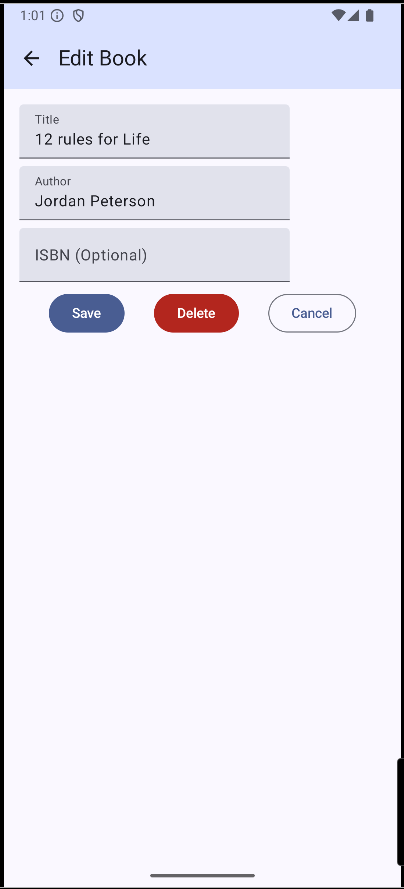 1:01
Edit Book
Title
12 rules for Life
Author
Jordan Peterson
ISBN (Optional)
Save Delete Cancel